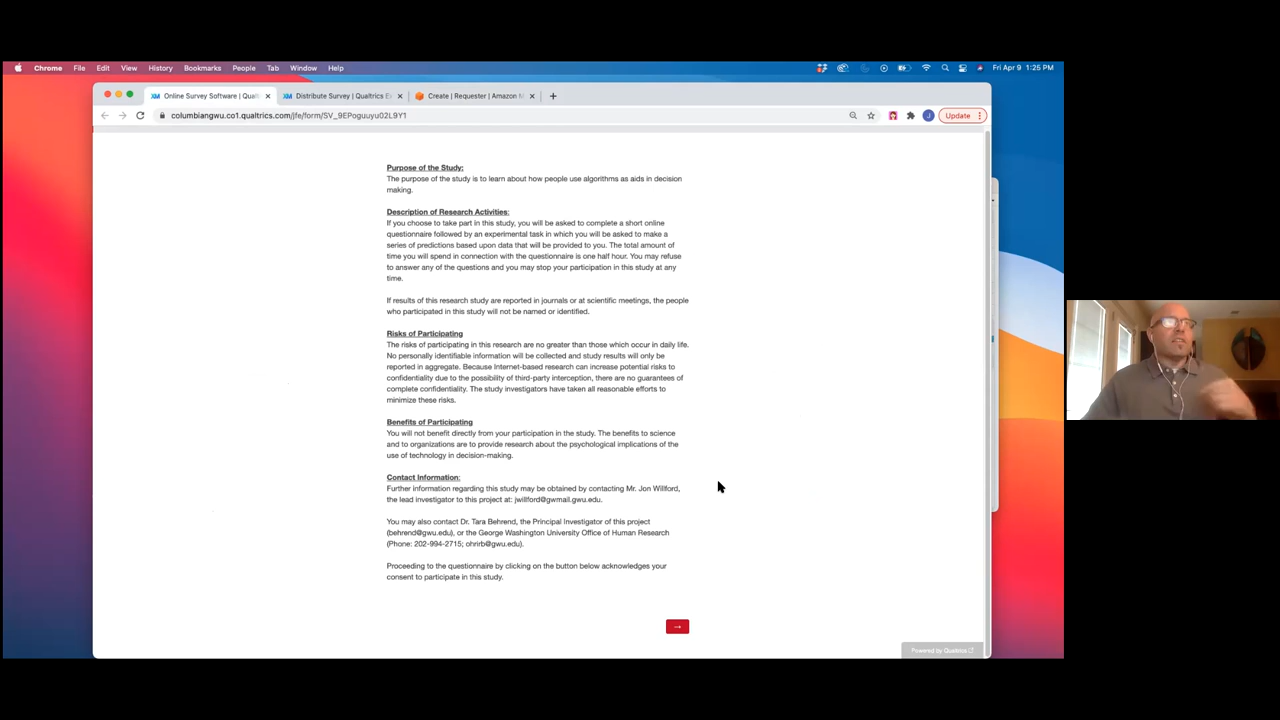 Chrome File Edit View History Bookmarks People Tab Window Help
Fri Apr 9 1:25 PM
Online Survey Software | Qual
Distribute Survey | Qualtrics E
Create | Requester | Amazon M
columbiangwu.co1.qualtrics.com/jfe/form/SV_9EPoguuyu02L9Y1
J
Update
Purpose of the Study:
The purpose of the study is to learn about how people use algorithms as aids in decision
making.
Description of Research Activities:
If you choose to take part in this study, you will be asked to complete a short online
questionnaire followed by an experimental task in which you will be asked to make a
series of predictions based upon data that will be provided to you. The total amount of
time you will spend in connection with the questionnaire is one half hour. You may refuse
to answer any of the questions and you may stop your participation in this study at any
time.
If results of this research study are reported in journals or at scientific meetings, the people
who participated in this study will not be named or identified.
Risks of Participating
The risks of participating in this research are no greater than those which occur in daily life.
No personally identifiable information will be collected and study results will only be
reported in aggregate. Because Internet-based research can increase potential risks to
confidentiality due to the possibility of third-party interception, there are no guarantees of
complete confidentiality. The study investigators have taken all reasonable efforts to
minimize these risks.
Benefits of Participating
You will not benefit directly from your participation in the study. The benefits to science
and to organizations are to provide research about the psychological implications of the
use of technology in decision-making.
Contact Information:
Further information regarding this study may be obtained by contacting Mr. Jon Willford,
the lead investigator to this project at: jwillford@gwmail.gwu.edu.
You may also contact Dr. Tara Behrend, the Principal Investigator of this project
(behrend@gwu.edu), or the George Washington University Office of Human Research
(Phone: 202-994-2715; ohrirb@gwu.edu).
Proceeding to the questionnaire by clicking on the button below acknowledges your
consent to participate in this study.
Powered by Qualtrics